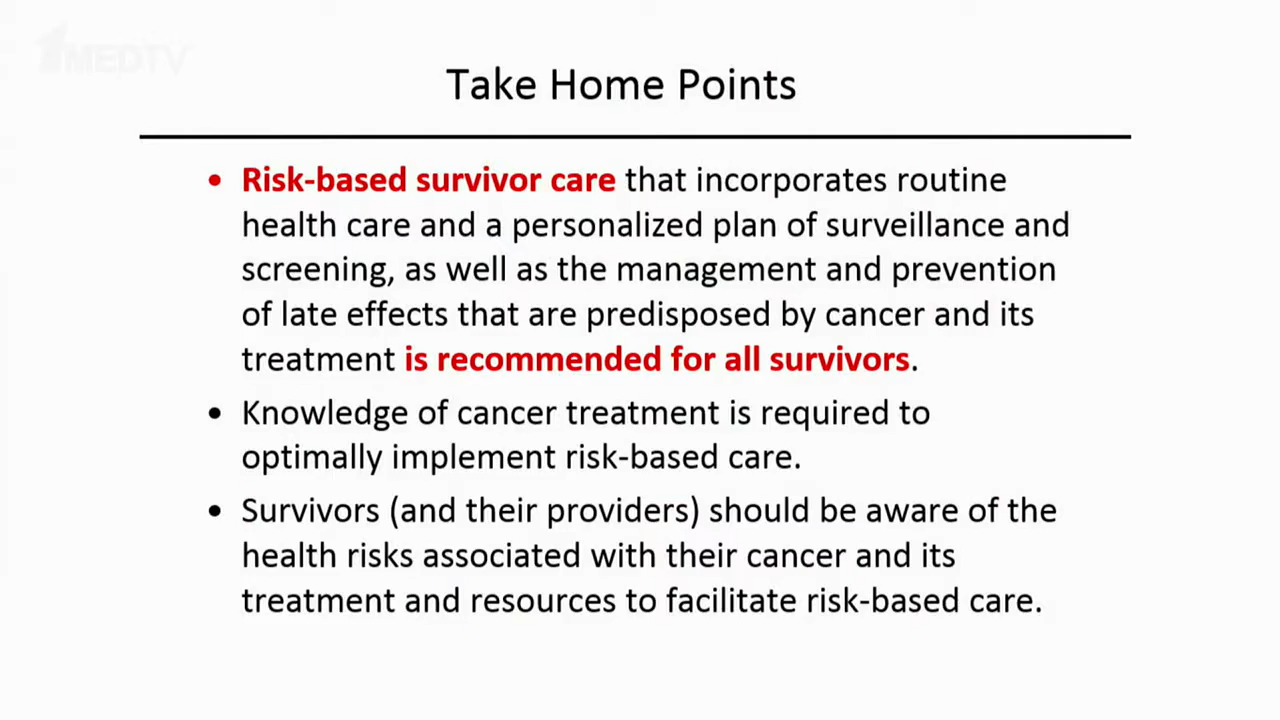 1MEDTV
Take Home Points
• Risk-based survivor care that incorporates routine
health care and a personalized plan of surveillance and
screening, as well as the management and prevention
of late effects that are predisposed by cancer and its
treatment is recommended for all survivors.
• Knowledge of cancer treatment is required to
optimally implement risk-based care.
• Survivors (and their providers) should be aware of the
health risks associated with their cancer and its
treatment and resources to facilitate risk-based care.